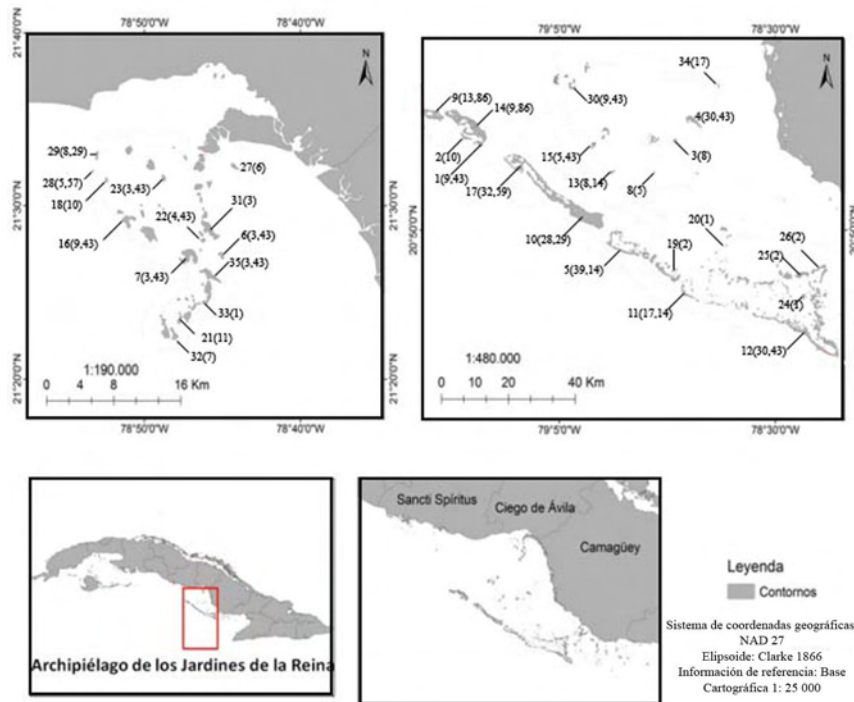 78°50'0"W 78°40'0"W
21°40'0"N
21°30'0"N
21°20'0"N
N
29(8,29)
28(5,57)
18(10)
23(3,43)
27(6)
31(3)
22(4,43)
16(9,43)
6(3,43)
35(3,43)
7(3,43)
33(1)
21(11)
32(7)
1:190.000
0 4 8 16 Km
78°50'0"W 78°40'0"W
79°5'0"W 78°30'0"W
N
34(17)
9(13,86)
14(9,86)
30(9,43)
4(30,43)
2(10)
1(9,43)
15(5,43)
3(8)
17(32,59)
13(8,14)
8(5)
20°50'0"N
10(28,29)
20(1)
26(2)
25(2)
19(2)
5(39,14)
24(1)
11(17,14)
12(30,43)
1:480.000
0 10 20 40 Km
79°5'0"W 78°30'0"W
Archipiélago de los Jardines de la Reina
Sancti Spíritus
Ciego de Ávila
Camagüey
Leyenda
Contornos
Sistema de coordenadas geográficas
NAD 27
Elipsoide: Clarke 1866
Información de referencia: Base
Cartográfica 1: 25 000